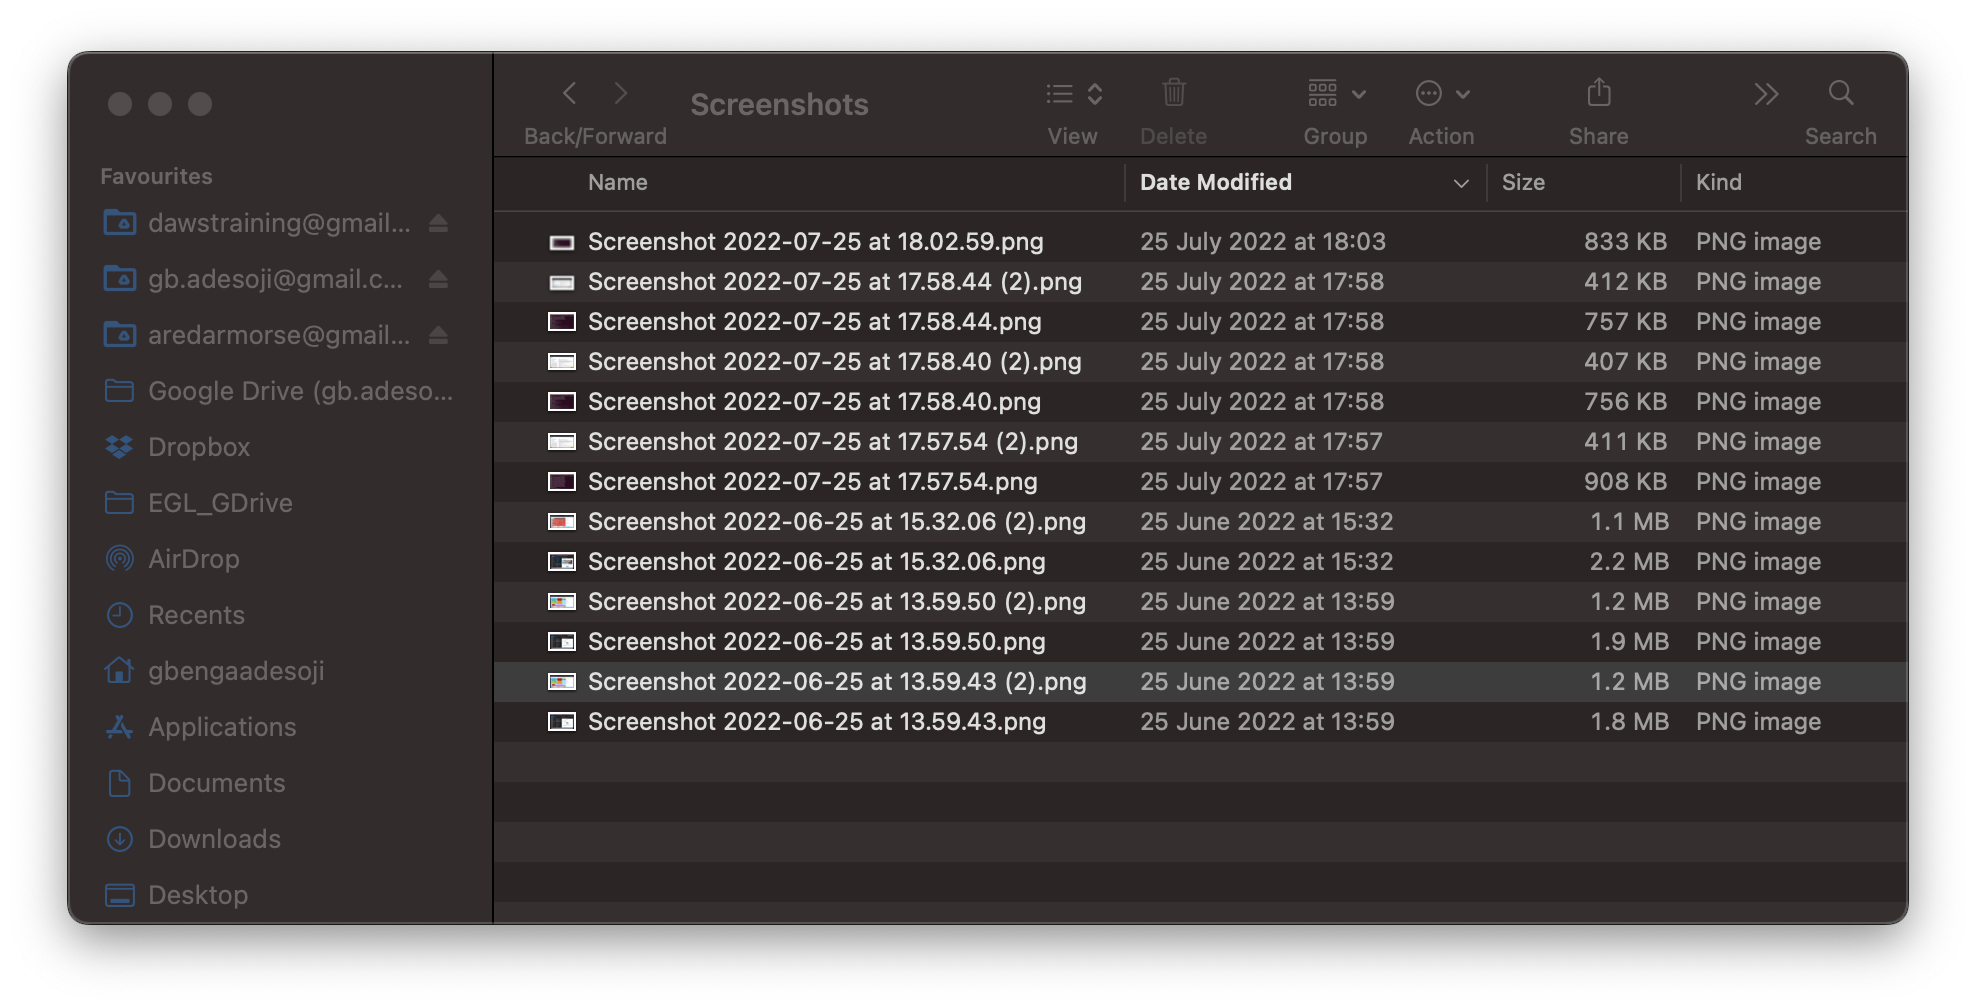 Favourites
dawstraining@gmail...
gb.adesoji@gmail.c...
aredarmorse@gmail...
Google Drive (gb.adeso...
Dropbox
EGL_GDrive
AirDrop
Recents
gbengaadesoji
Applications
Documents
Downloads
Desktop
Screenshots
Back/Forward View Delete Group Action Share Search
Name Date Modified Size Kind
Screenshot 2022-07-25 at 18.02.59.png 25 July 2022 at 18:03 833 KB PNG image
Screenshot 2022-07-25 at 17.58.44 (2).png 25 July 2022 at 17:58 412 KB PNG image
Screenshot 2022-07-25 at 17.58.44.png 25 July 2022 at 17:58 757 KB PNG image
Screenshot 2022-07-25 at 17.58.40 (2).png 25 July 2022 at 17:58 407 KB PNG image
Screenshot 2022-07-25 at 17.58.40.png 25 July 2022 at 17:58 756 KB PNG image
Screenshot 2022-07-25 at 17.57.54 (2).png 25 July 2022 at 17:57 411 KB PNG image
Screenshot 2022-07-25 at 17.57.54.png 25 July 2022 at 17:57 908 KB PNG image
Screenshot 2022-06-25 at 15.32.06 (2).png 25 June 2022 at 15:32 1.1 MB PNG image
Screenshot 2022-06-25 at 15.32.06.png 25 June 2022 at 15:32 2.2 MB PNG image
Screenshot 2022-06-25 at 13.59.50 (2).png 25 June 2022 at 13:59 1.2 MB PNG image
Screenshot 2022-06-25 at 13.59.50.png 25 June 2022 at 13:59 1.9 MB PNG image
Screenshot 2022-06-25 at 13.59.43 (2).png 25 June 2022 at 13:59 1.2 MB PNG image
Screenshot 2022-06-25 at 13.59.43.png 25 June 2022 at 13:59 1.8 MB PNG image